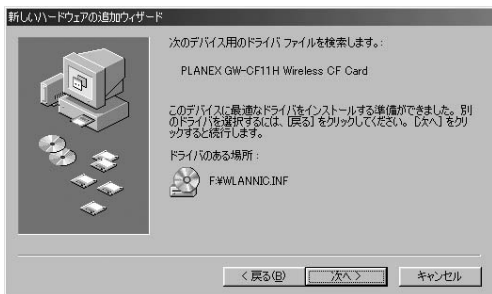 新しいハードウェアの追加ウィザード
次のデバイス用のドライバ ファイルを検索します。:
PLANEX GW-CF11H Wireless CF Card
このデバイスに最適なドライバをインストールする準備ができました。別
のドライバを選択するには、[戻る] をクリックしてください。[次へ] をクリ
ックすると続行します。
ドライバのある場所 :
F:¥WLANNIC.INF
< 戻る(B)
次へ >
キャンセル